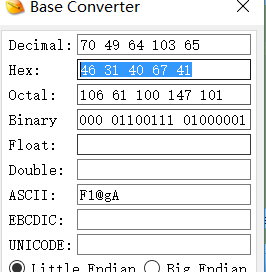 Base Converter
Decimal: 70 49 64 103 65
Hex: 46 31 40 67 41
Octal: 106 61 100 147 101
Binary 000 01100111 01000001
Float:
Double:
ASCII: F1@gA
EBCDIC:
UNICODE:
Little Endian Big Endian